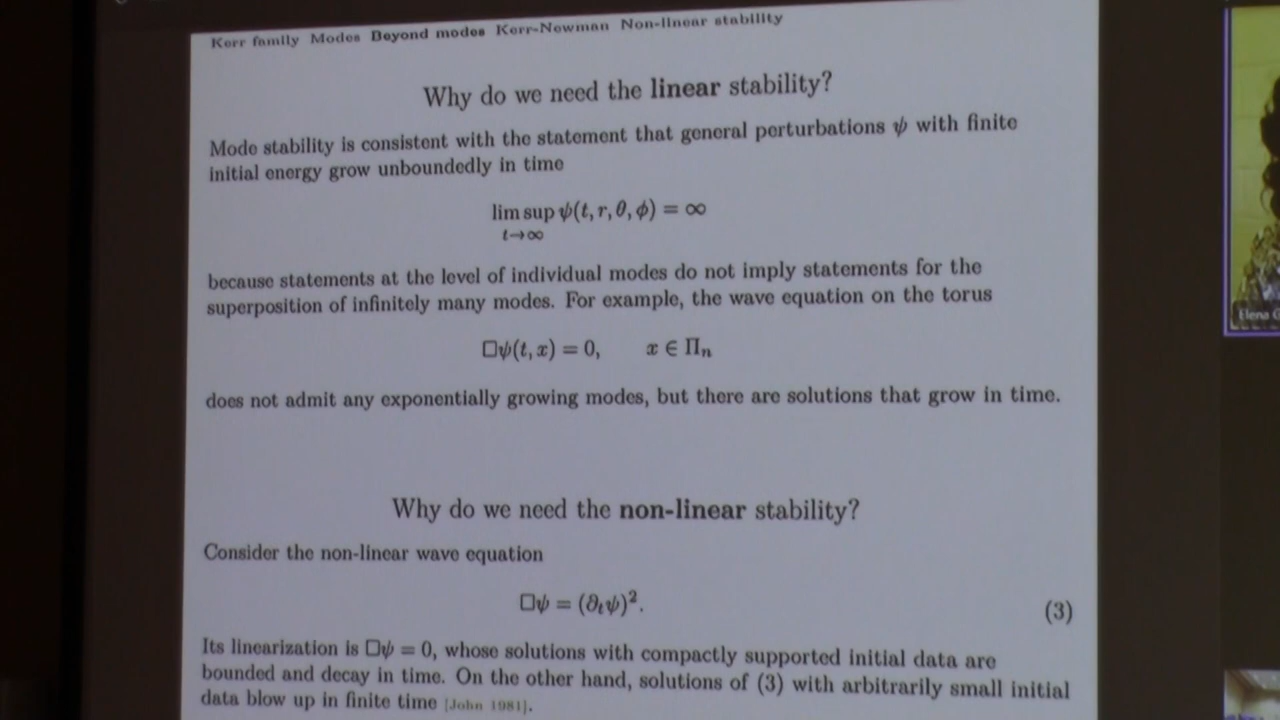 Kerr family Modes Beyond modes Kerr-Newman Non-linear stability
Why do we need the linear stability?
Mode stability is consistent with the statement that general perturbations ψ with finite
initial energy grow unboundedly in time
lim sup ψ(t, r, θ, ϕ) = ∞
t→∞
because statements at the level of individual modes do not imply statements for the
superposition of infinitely many modes. For example, the wave equation on the torus
□ψ(t, x) = 0, x ∈ Π_n
does not admit any exponentially growing modes, but there are solutions that grow in time.
Why do we need the non-linear stability?
Consider the non-linear wave equation
□ψ = (∂_tψ)². (3)
Its linearization is □ψ = 0, whose solutions with compactly supported initial data are
bounded and decay in time. On the other hand, solutions of (3) with arbitrarily small initial
data blow up in finite time [John 1981].
Elena G